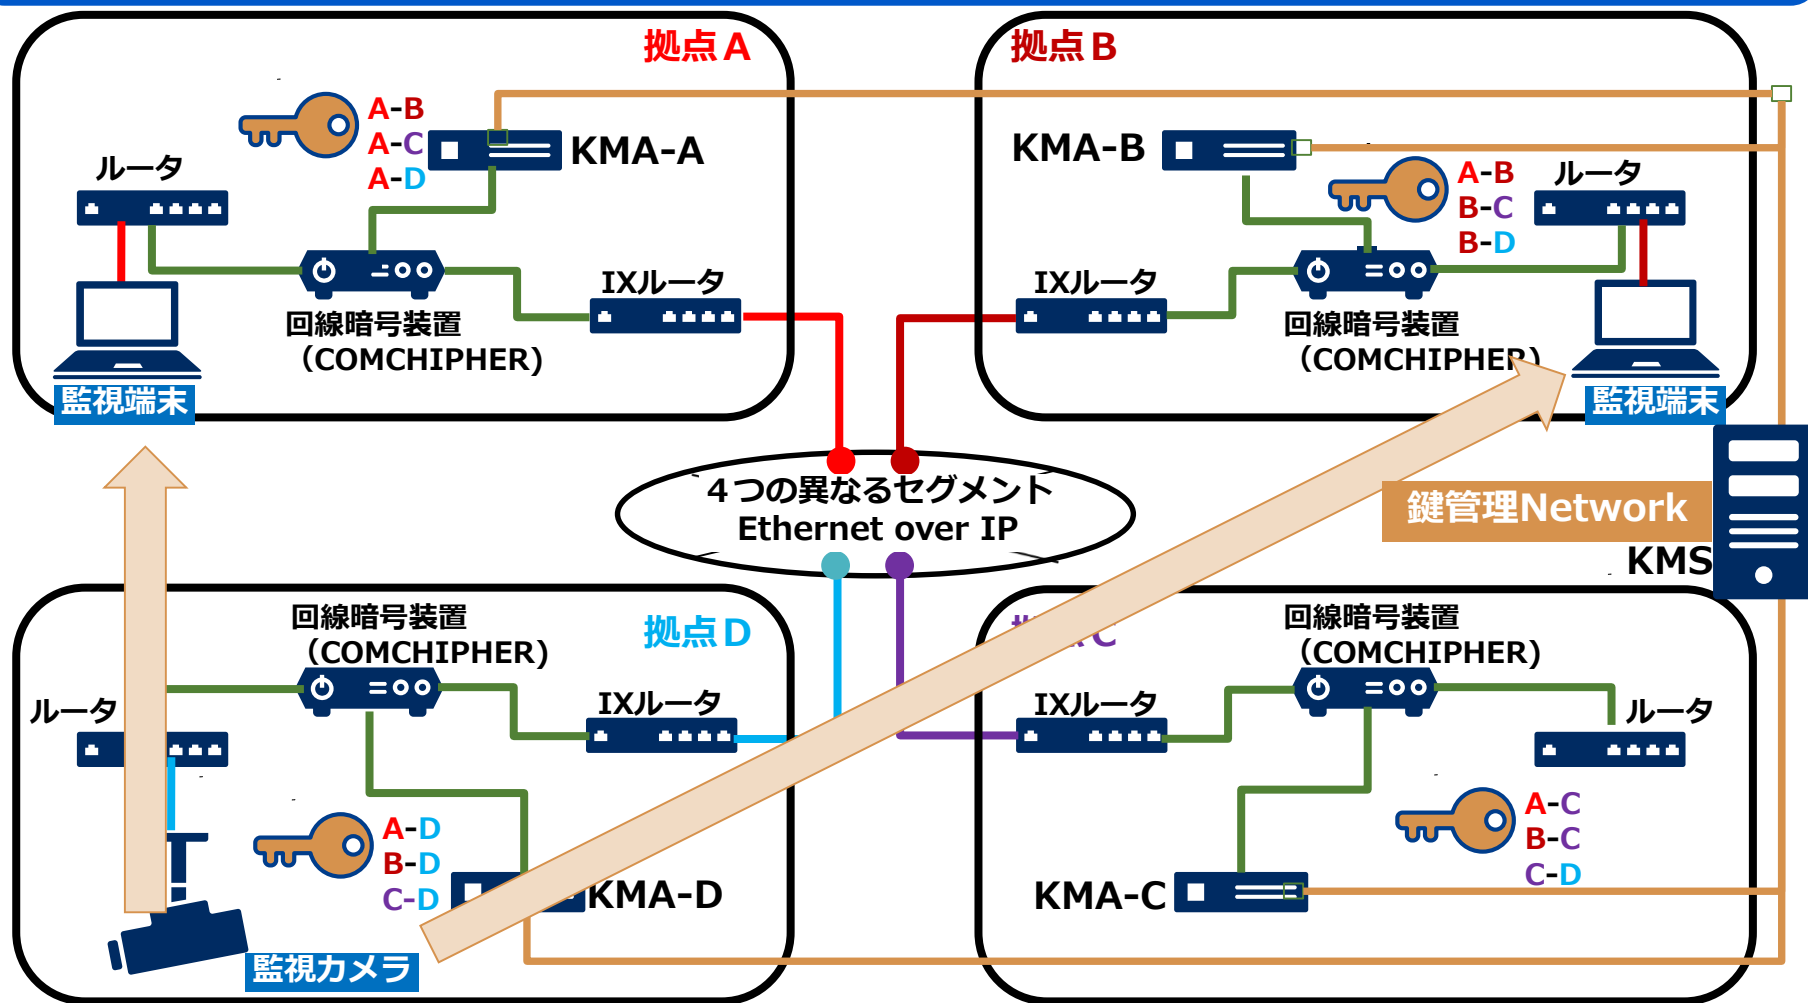 拠点A
A-B
A-C
A-D
KMA-A
ルータ
IXルータ
回線暗号装置
（COMCHIPHER)
監視端末
拠点B
KMA-B
A-B
B-C
B-D
ルータ
IXルータ
回線暗号装置
（COMCHIPHER)
監視端末
４つの異なるセグメント
Ethernet over IP
鍵管理Network
KMS
拠点D
回線暗号装置
（COMCHIPHER)
ルータ
IXルータ
A-D
B-D
C-D
KMA-D
監視カメラ
C
回線暗号装置
（COMCHIPHER)
IXルータ
ルータ
A-C
B-C
C-D
KMA-C